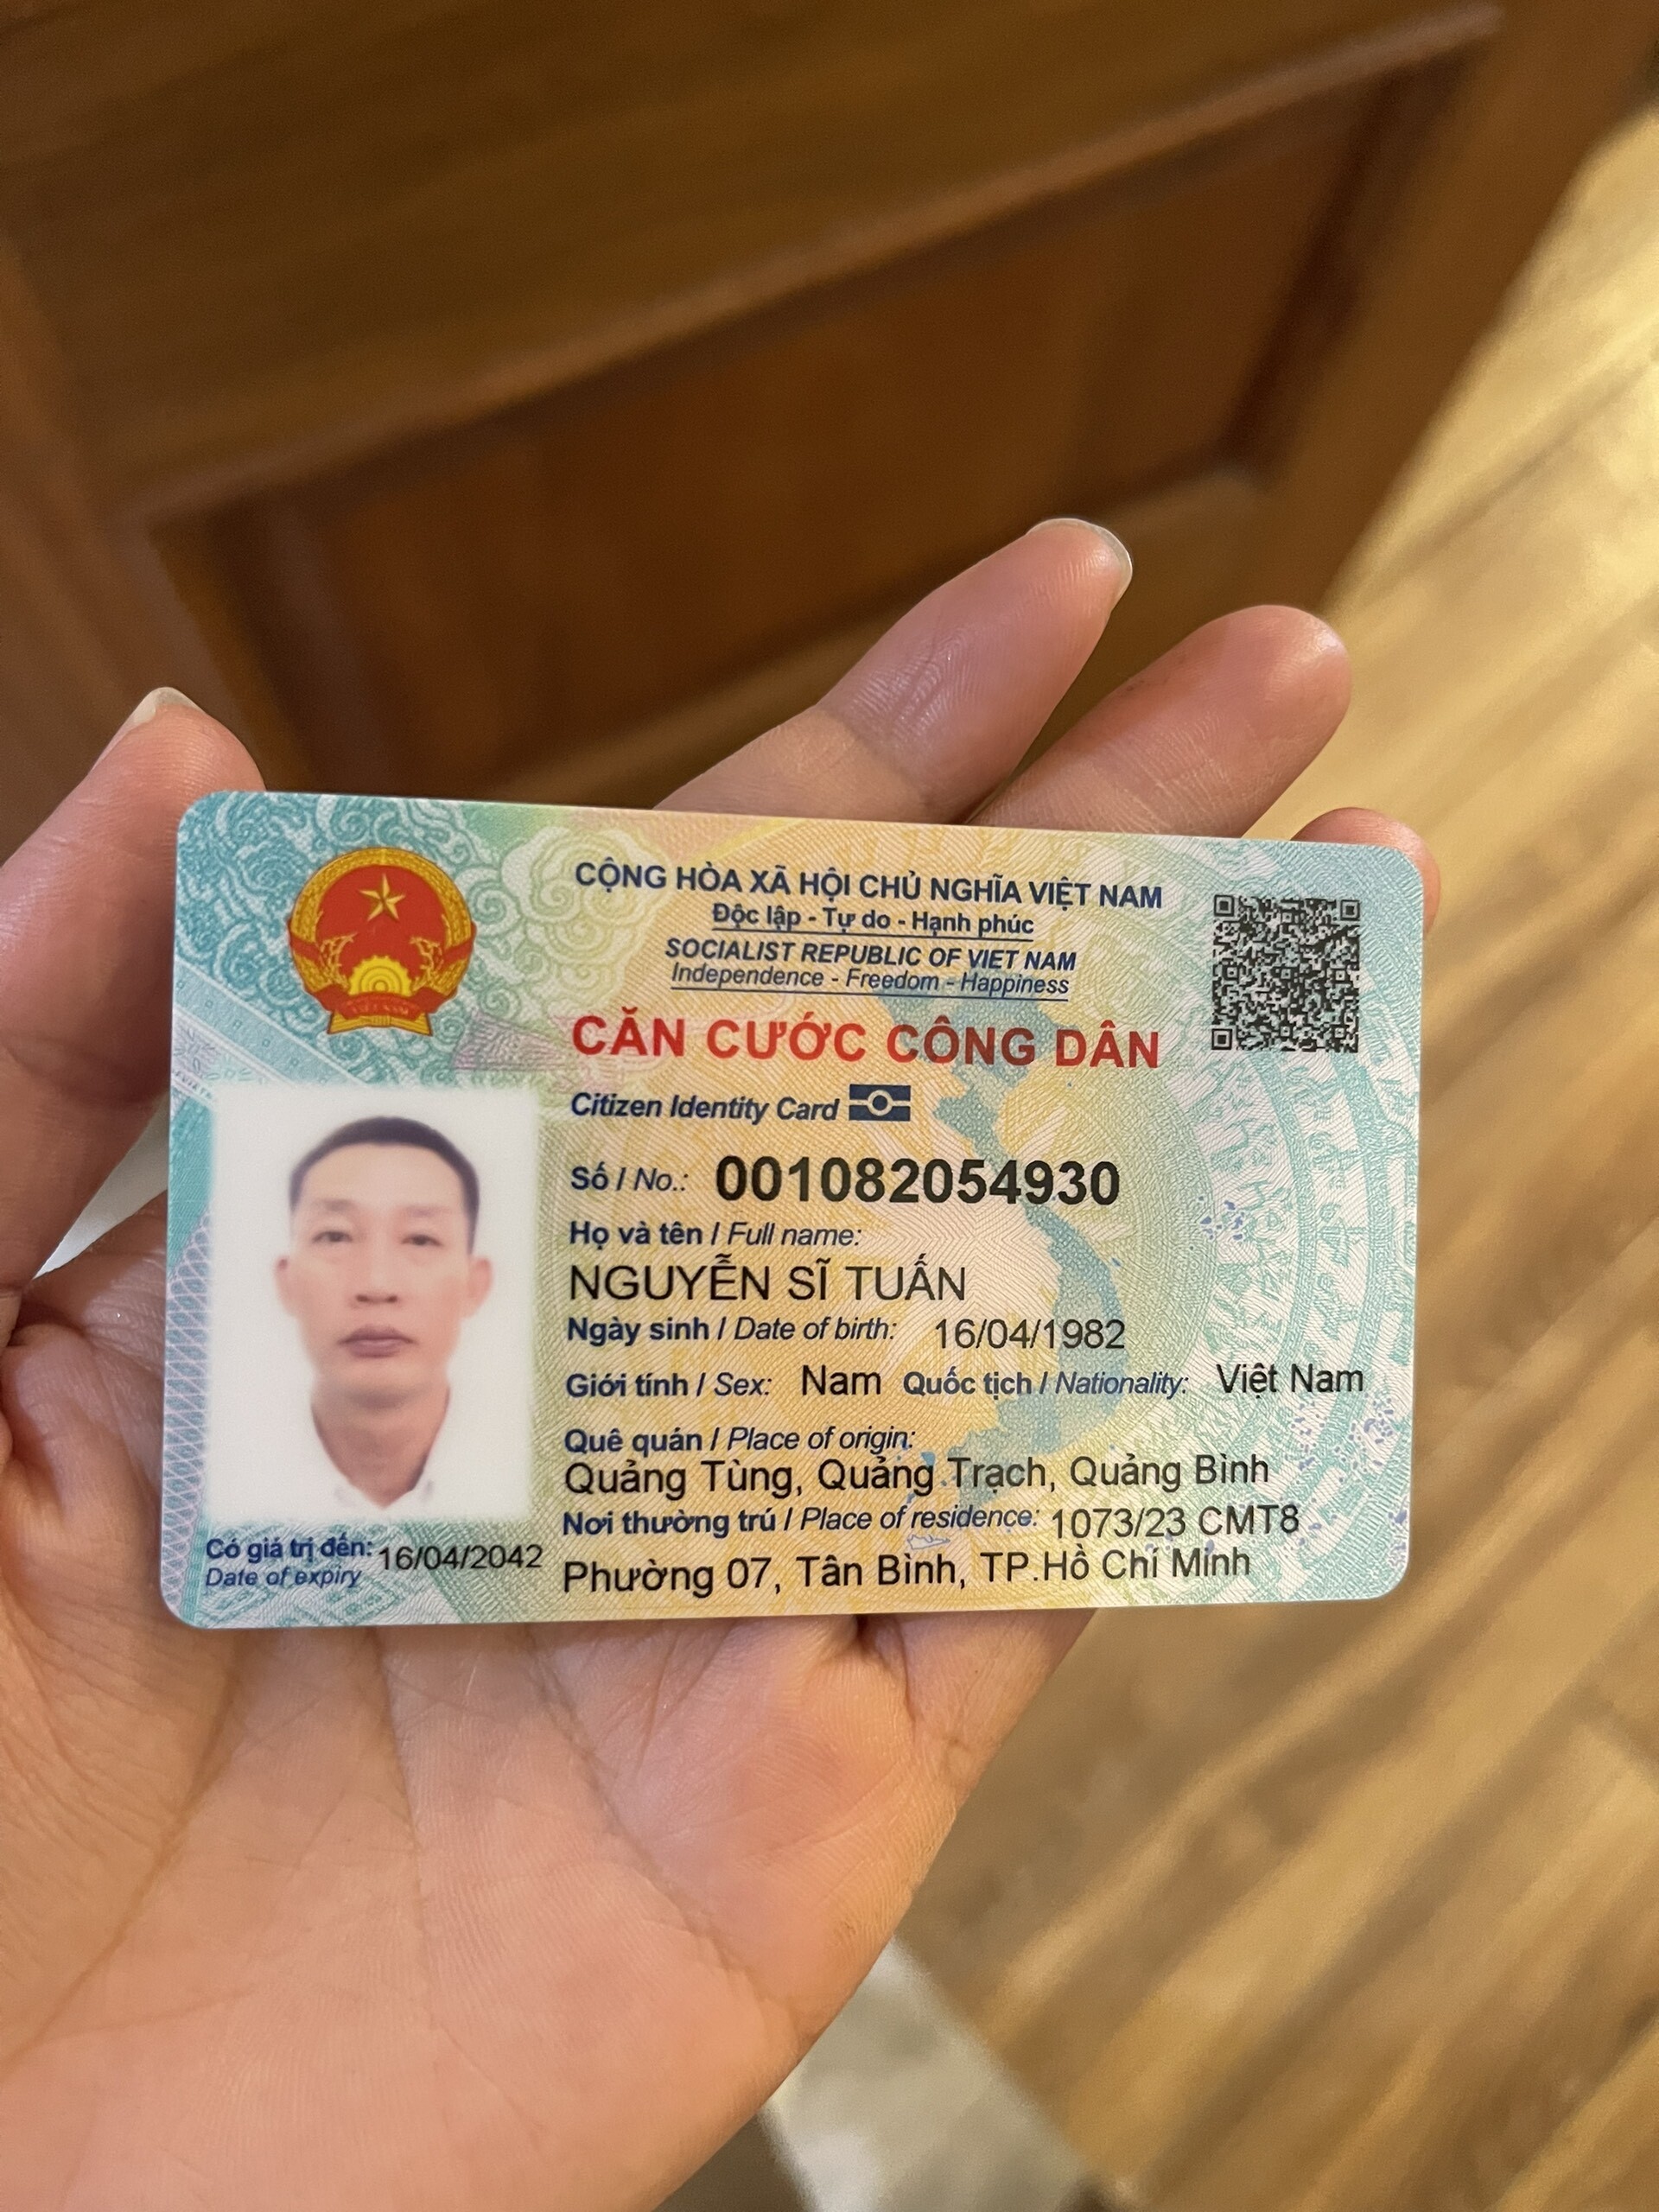 CỘNG HÒA XÃ HỘI CHỦ NGHĨA VIỆT NAM
Độc lập - Tự do - Hạnh phúc
SOCIALIST REPUBLIC OF VIET NAM
Independence - Freedom - Happiness
CĂN CƯỚC CÔNG DÂN
Citizen Identity Card
Số / No.: 001082054930
Họ và tên / Full name:
NGUYỄN SĨ TUẤN
Ngày sinh / Date of birth: 16/04/1982
Giới tính / Sex: Nam Quốc tịch / Nationality: Việt Nam
Quê quán / Place of origin:
Quảng Tùng, Quảng Trạch, Quảng Bình
Nơi thường trú / Place of residence: 1073/23 CMT8
Phường 07, Tân Bình, TP.Hồ Chí Minh
Có giá trị đến: 16/04/2042
Date of expiry